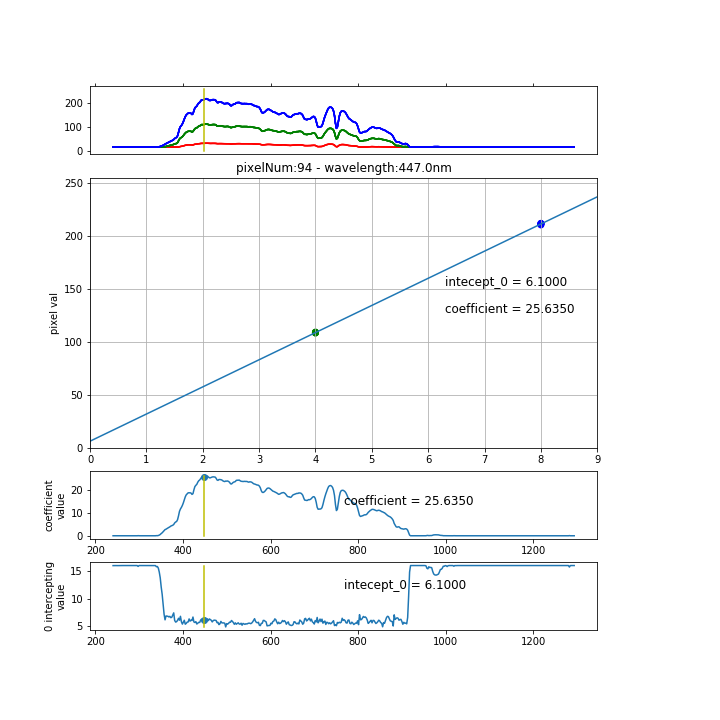 200
100
0
pixelNum:94 - wavelength:447.0nm
250
200
150
100
50
0
pixel val
intecept_0 = 6.1000
coefficient = 25.6350
0 1 2 3 4 5 6 7 8 9
20
10
0
coefficient
value
coefficient = 25.6350
200 400 600 800 1000 1200
15
10
5
0 intercepting
value
intecept_0 = 6.1000
200 400 600 800 1000 1200